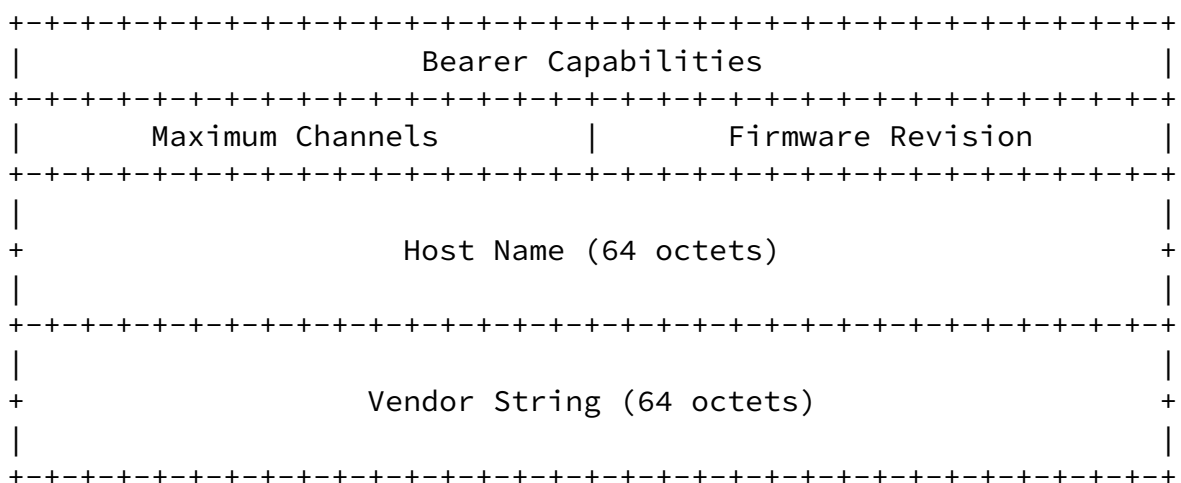 +-+-+-+-+-+-+-+-+-+-+-+-+-+-+-+-+-+-+-+-+-+-+-+-+-+-+-+-+-+-+-+-+
|                       Bearer Capabilities                       |
+-+-+-+-+-+-+-+-+-+-+-+-+-+-+-+-+-+-+-+-+-+-+-+-+-+-+-+-+-+-+-+-+
|        Maximum Channels        |        Firmware Revision        |
+-+-+-+-+-+-+-+-+-+-+-+-+-+-+-+-+-+-+-+-+-+-+-+-+-+-+-+-+-+-+-+-+
|                                                                 |
+                      Host Name (64 octets)                      +
|                                                                 |
+-+-+-+-+-+-+-+-+-+-+-+-+-+-+-+-+-+-+-+-+-+-+-+-+-+-+-+-+-+-+-+-+
|                                                                 |
+                    Vendor String (64 octets)                    +
|                                                                 |
+-+-+-+-+-+-+-+-+-+-+-+-+-+-+-+-+-+-+-+-+-+-+-+-+-+-+-+-+-+-+-+-+